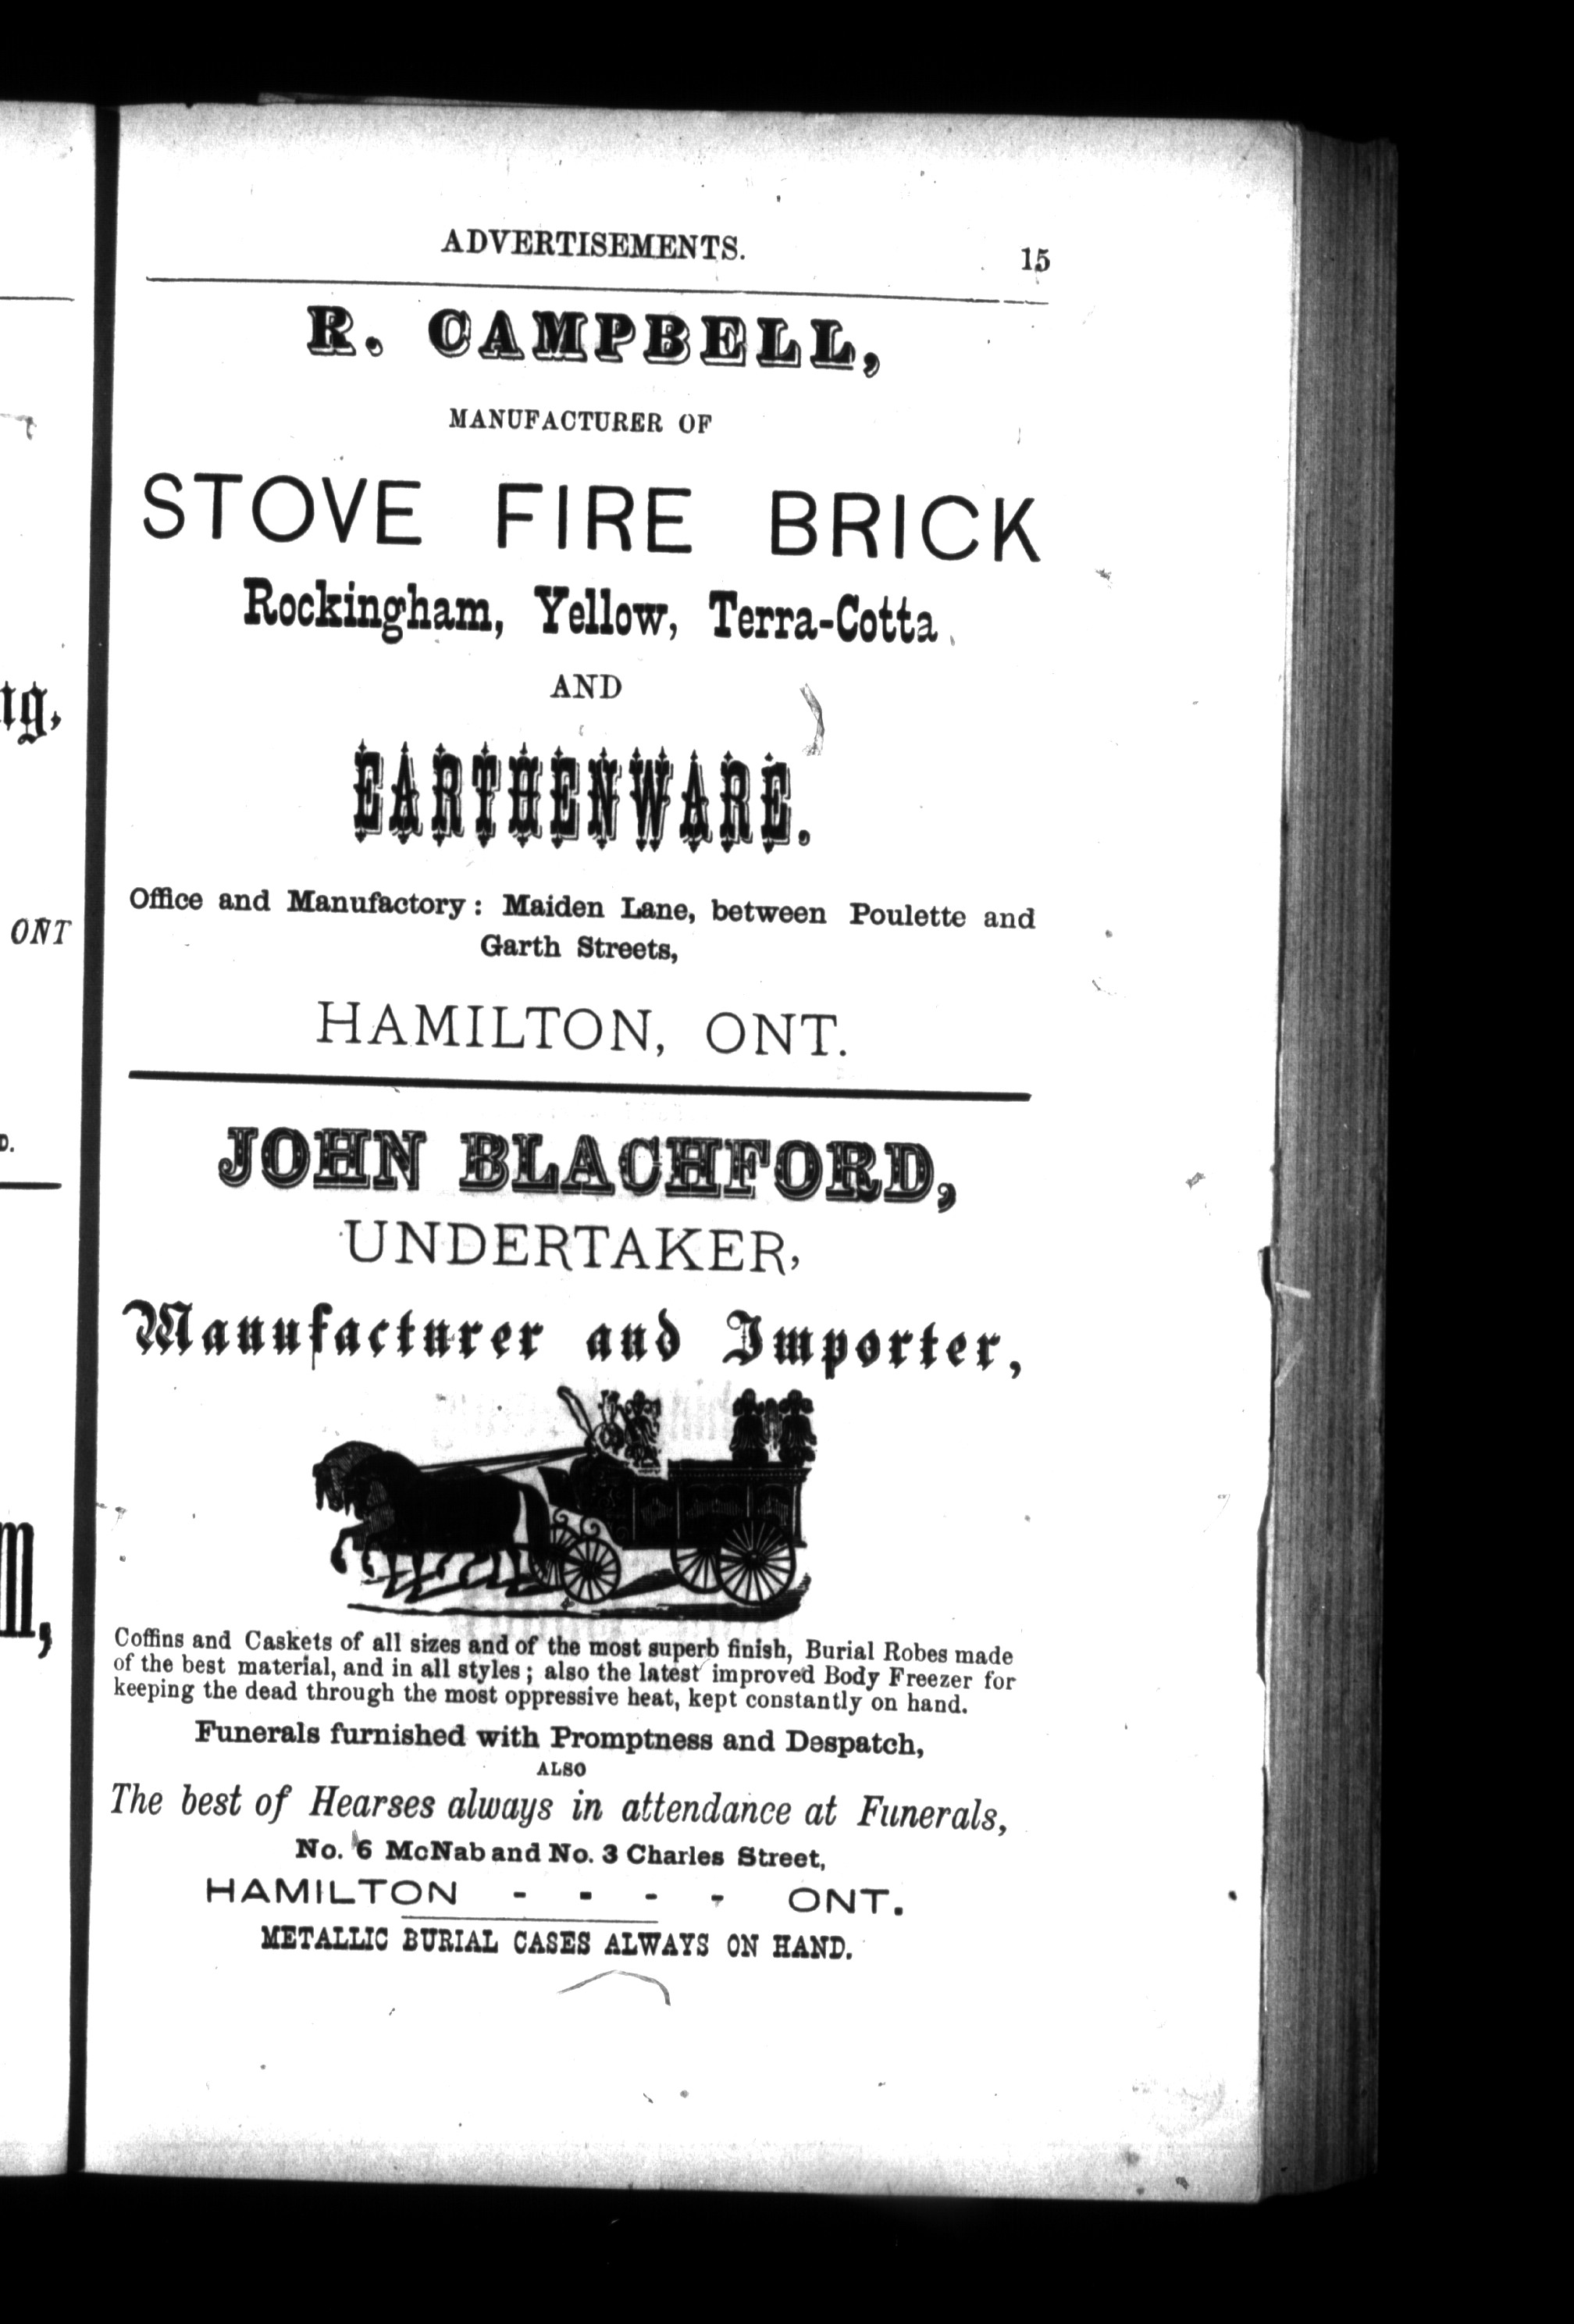 ADVERTISEMENTS. 15
R. CAMPBELL,
MANUFACTURER OF
STOVE FIRE BRICK
Rockingham, Yellow, Terra-Cotta
AND
EARTHENWARE.
Office and Manufactory: Maiden Lane, between Poulette and
Garth Streets,
HAMILTON, ONT.
JOHN BLACHFORD,
UNDERTAKER,
Manufacturer and Importer,
Coffins and Caskets of all sizes and of the most superb finish, Burial Robes made
of the best material, and in all styles; also the latest improved Body Freezer for
keeping the dead through the most oppressive heat, kept constantly on hand.
Funerals furnished with Promptness and Despatch,
ALSO
The best of Hearses always in attendance at Funerals,
No. 6 McNab and No. 3 Charles Street,
HAMILTON - - - - ONT.
METALLIC BURIAL CASES ALWAYS ON HAND.
ONT